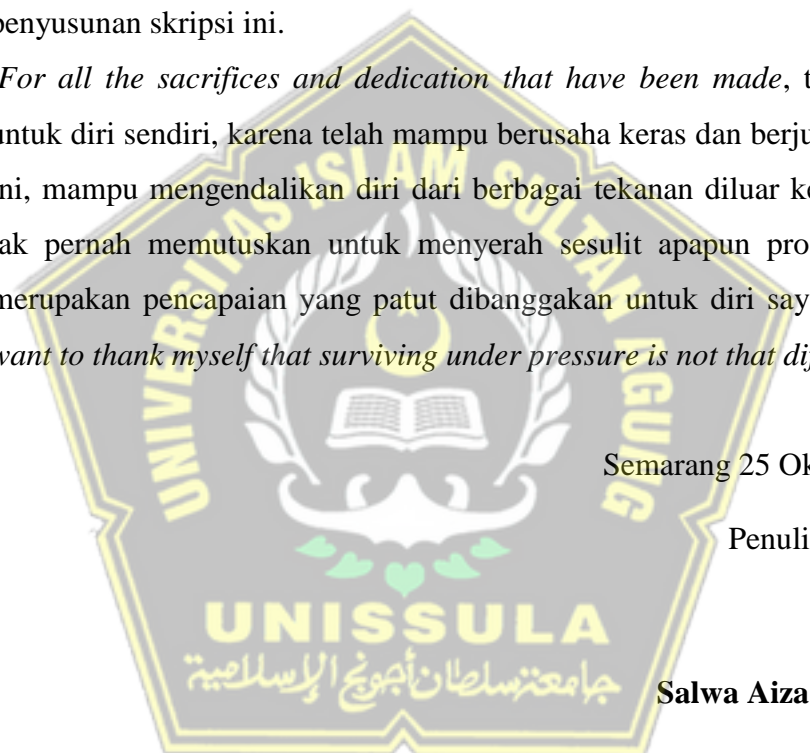 penyusunan skripsi ini.
For all the sacrifices and dedication that have been made, t
untuk diri sendiri, karena telah mampu berusaha keras dan berju
ni, mampu mengendalikan diri dari berbagai tekanan diluar ke
ak pernah memutuskan untuk menyerah sesulit apapun pro
merupakan pencapaian yang patut dibanggakan untuk diri say
want to thank myself that surviving under pressure is not that dif
Semarang 25 Ok
Penuli
Salwa Aiza
UNIVERSITAS ISLAM SULTAN AGUNG
UNISSULA
جامعة سلطان أجونج الإسلامية